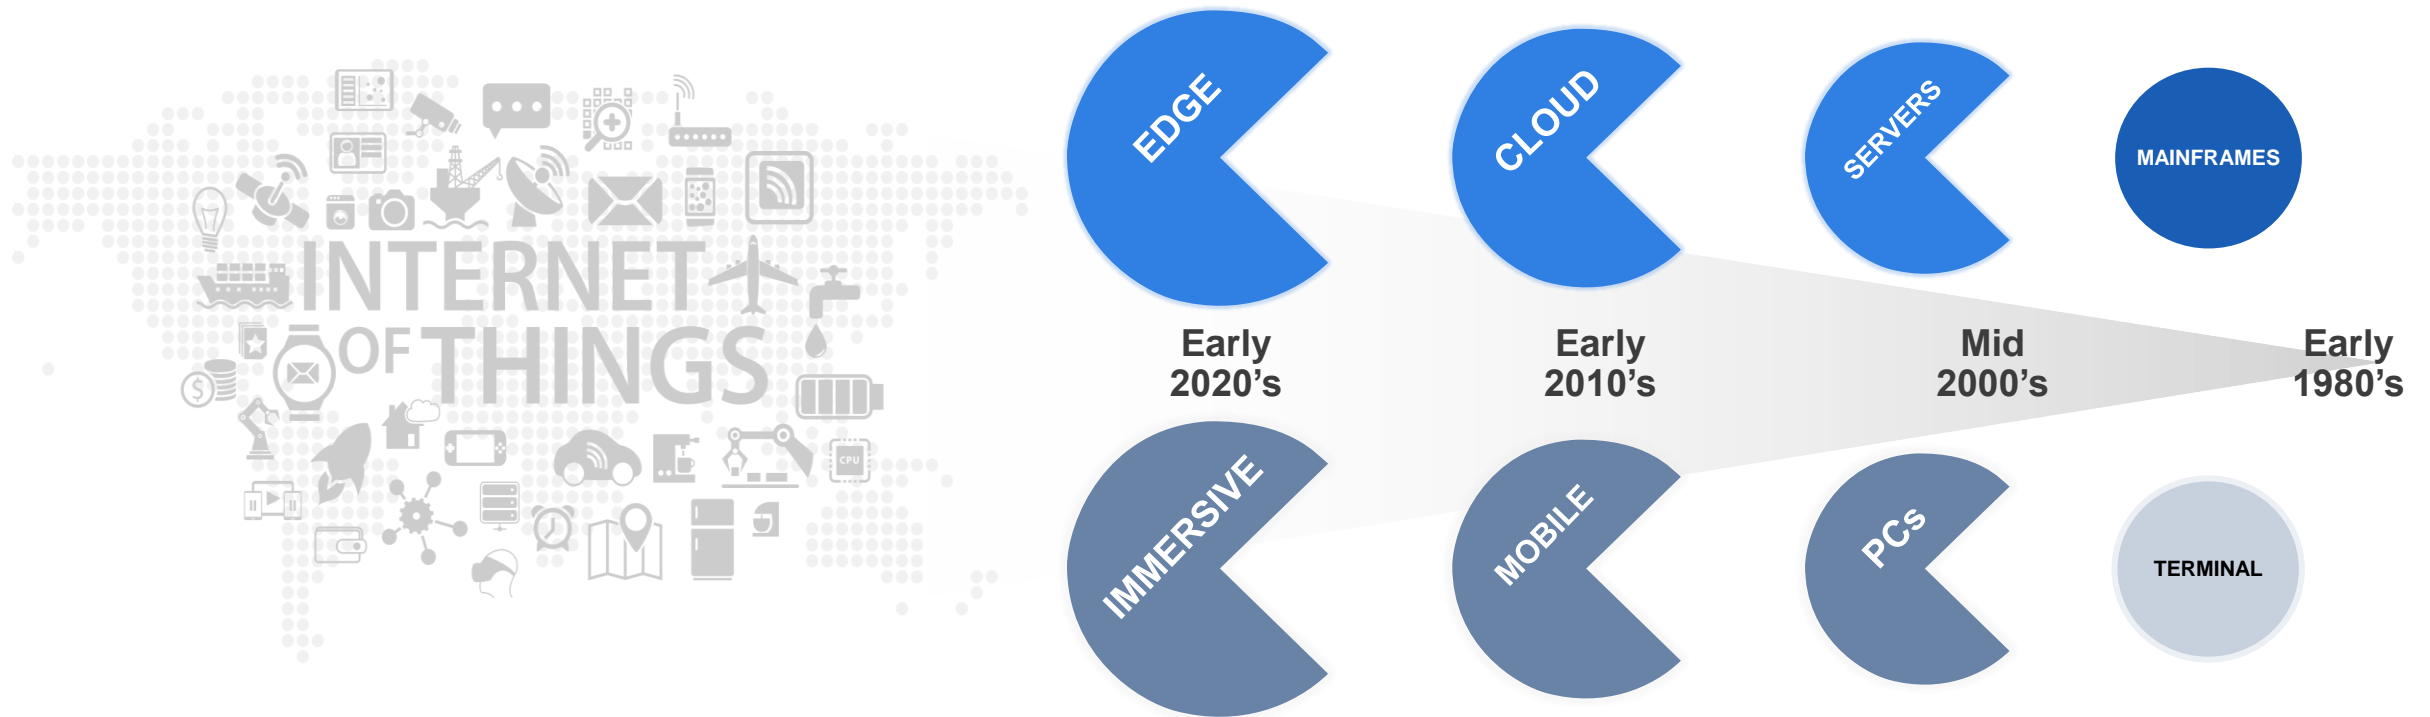 EDGE
CLOUD
SERVERS
MAINFRAMES
INTERNET
OF THINGS
$
CPU
Early
2020’s
Early
2010’s
Mid
2000’s
Early
1980’s
IMMERSIVE
MOBILE
PCs
TERMINAL